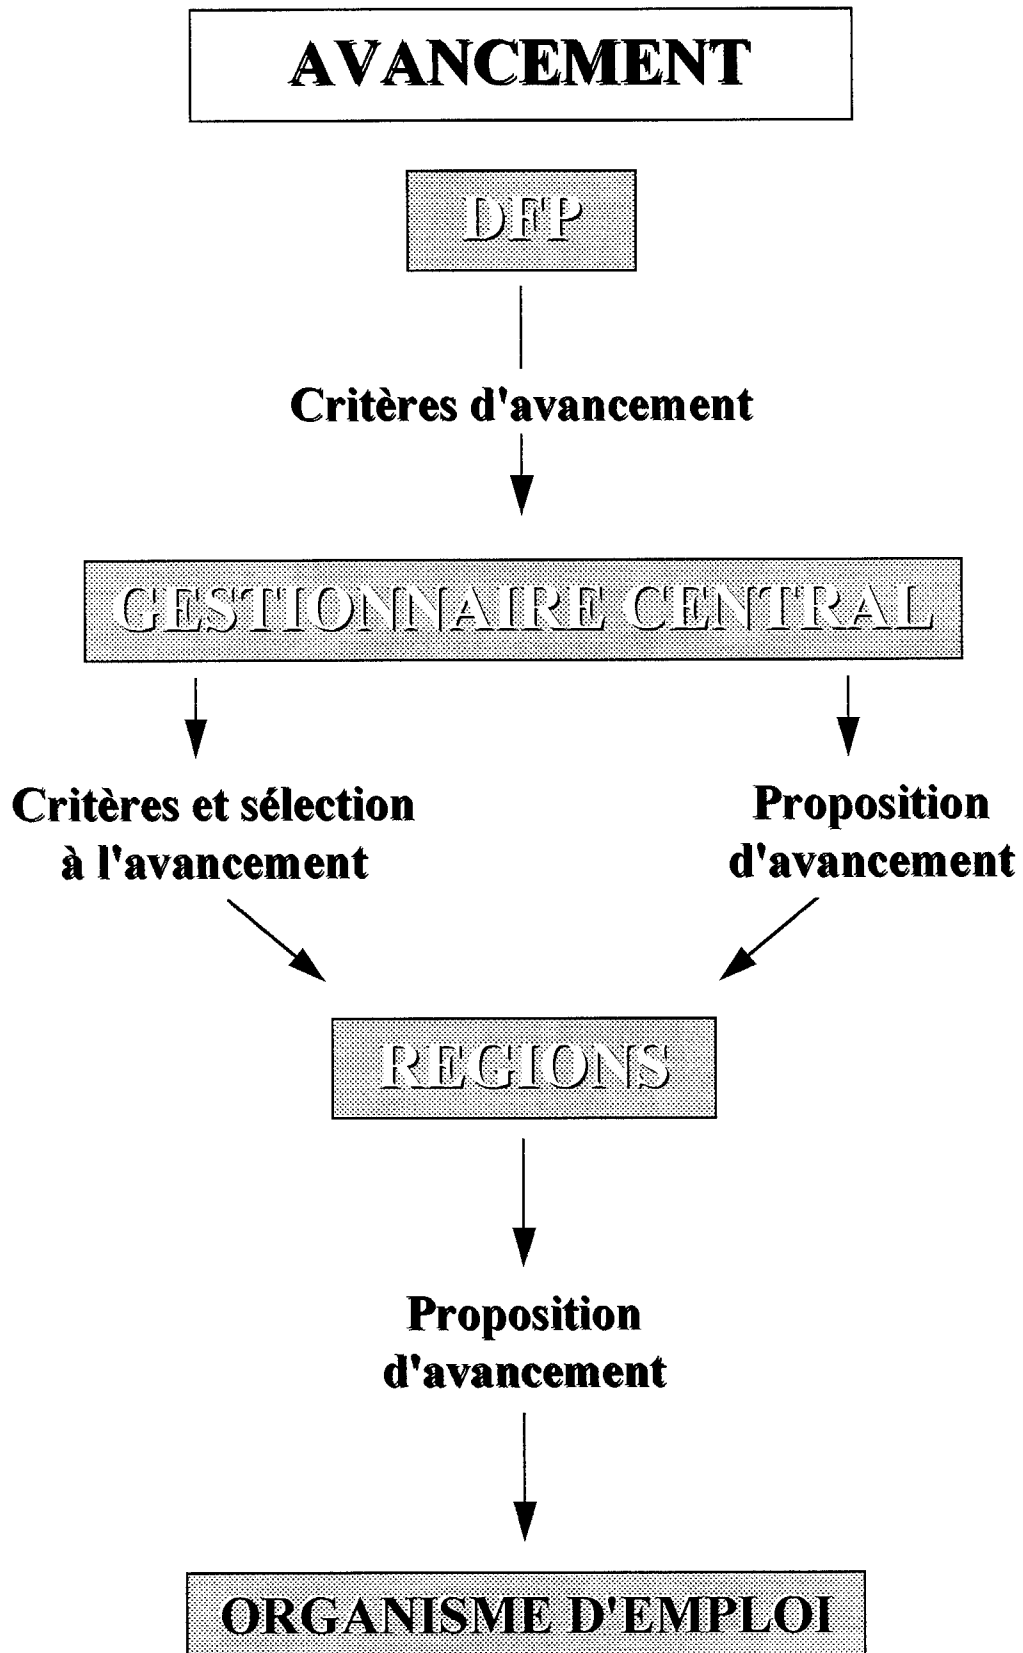 AVANCEMENT
DFP
Critères d'avancement
GESTIONNAIRE CENTRAL
Critères et sélection
à l'avancement
Proposition
d'avancement
REGIONS
Proposition
d'avancement
ORGANISME D'EMPLOI